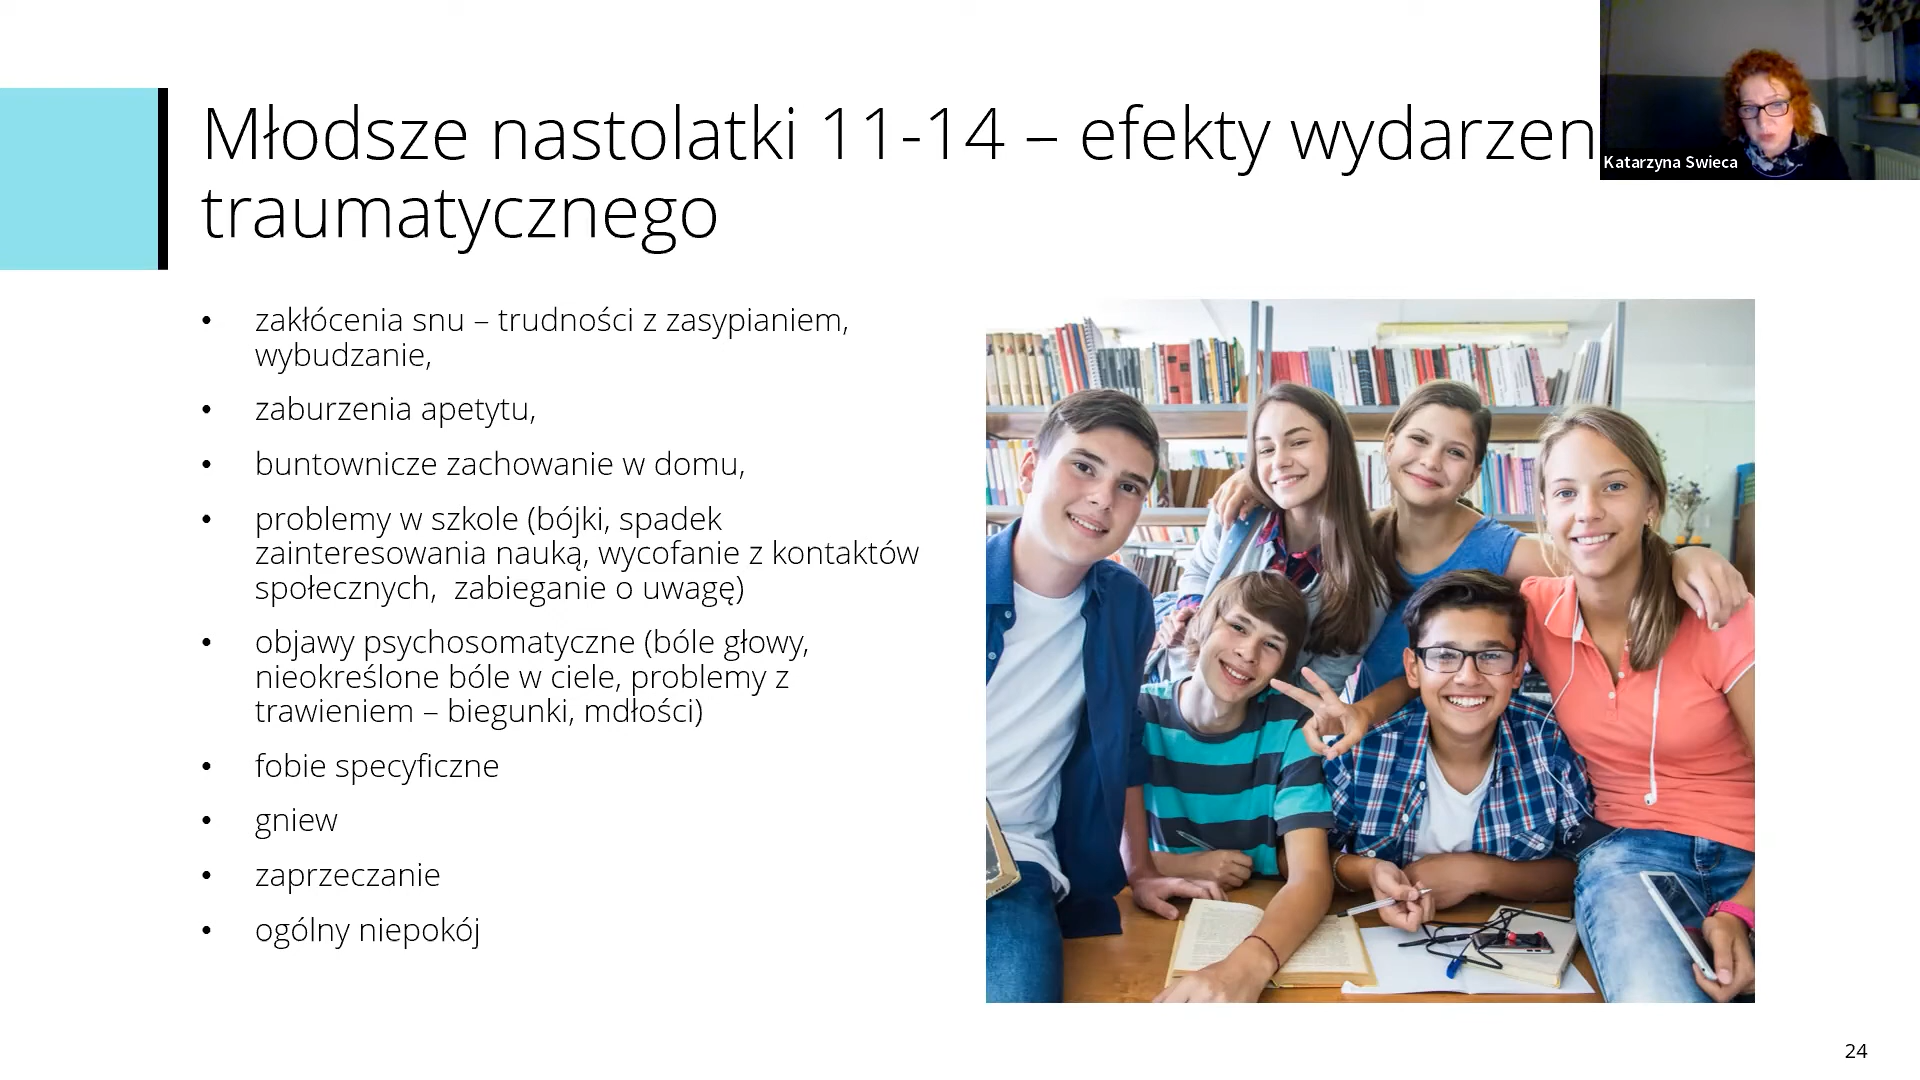 Młodsze nastolatki 11-14 – efekty wydarzen
traumatycznego
Katarzyna Swieca
• zakłócenia snu – trudności z zasypianiem,
wybudzanie,
• zaburzenia apetytu,
• buntownicze zachowanie w domu,
• problemy w szkole (bójki, spadek
zainteresowania nauką, wycofanie z kontaktów
społecznych, zabieganie o uwagę)
• objawy psychosomatyczne (bóle głowy,
nieokreślone bóle w ciele, problemy z
trawieniem – biegunki, mdłości)
• fobie specyficzne
• gniew
• zaprzeczanie
• ogólny niepokój
24